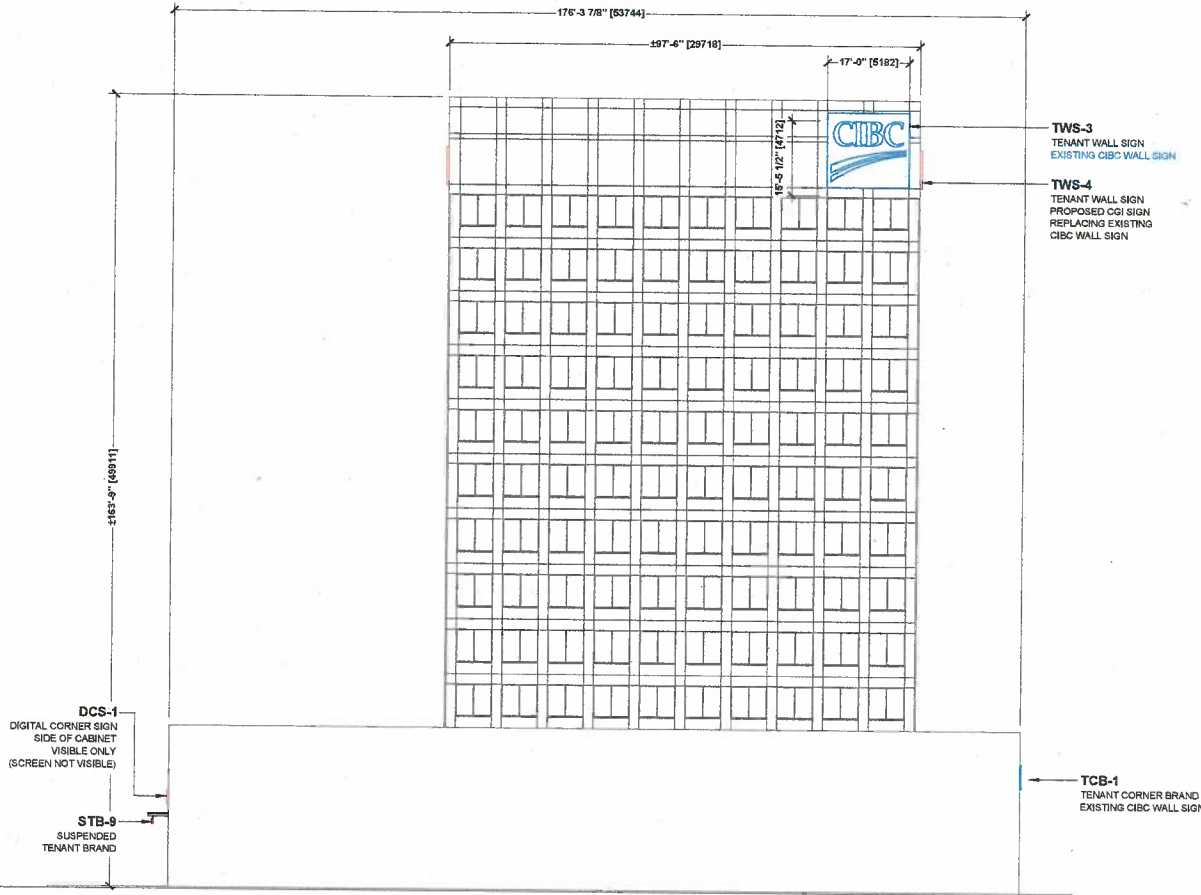 176'-3 7/8" [53744]
±97'-6" [29718]
17'-0" [5182]
15'-5 1/2" [4712]
CIBC
TWS-3
TENANT WALL SIGN
EXISTING CIBC WALL SIGN
TWS-4
TENANT WALL SIGN
PROPOSED CGI SIGN
REPLACING EXISTING
CIBC WALL SIGN
±163'-9" [49911]
DCS-1
DIGITAL CORNER SIGN
SIDE OF CABINET
VISIBLE ONLY
(SCREEN NOT VISIBLE)
STB-9
SUSPENDED
TENANT BRAND
TCB-1
TENANT CORNER BRAND
EXISTING CIBC WALL SIGN